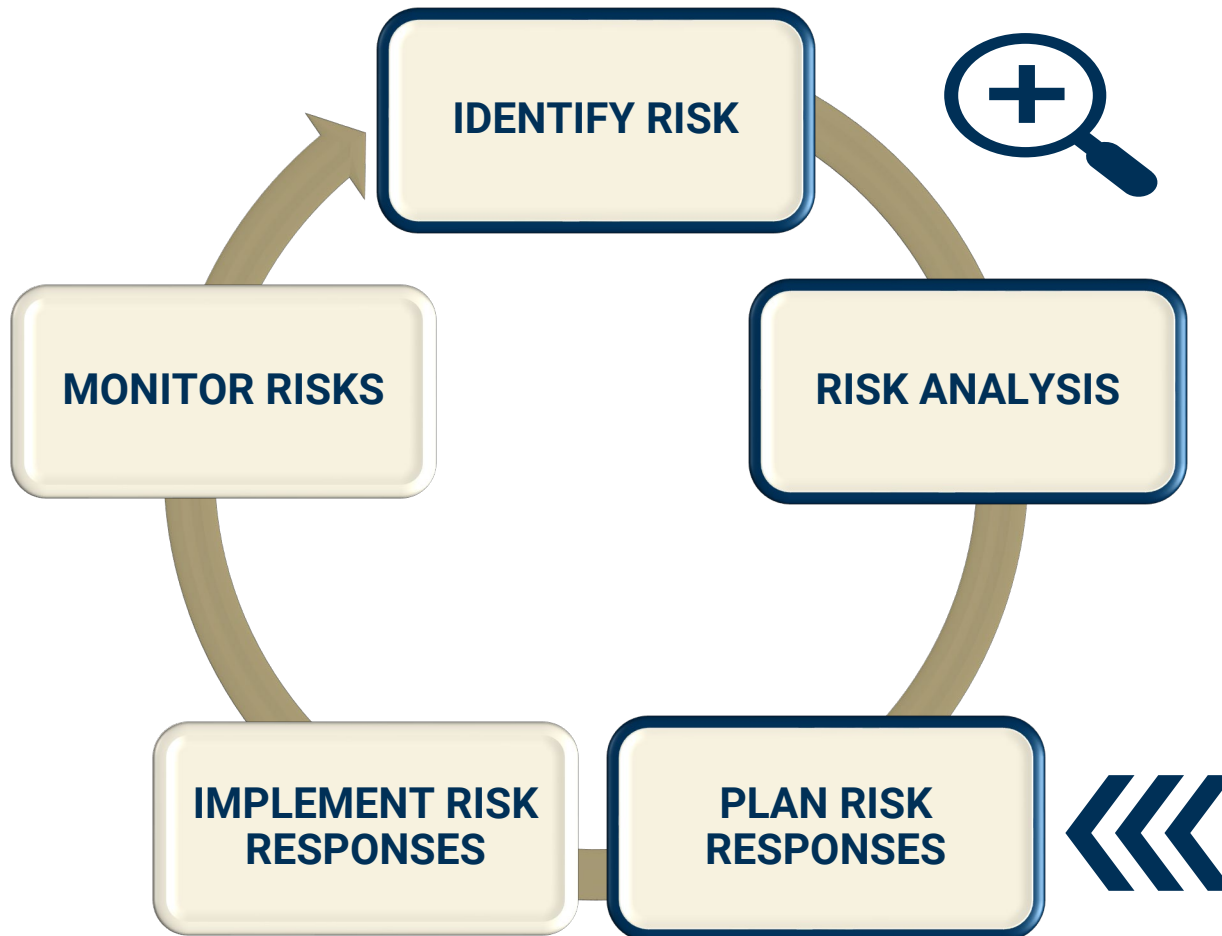 IDENTIFY RISK
RISK ANALYSIS
PLAN RISK
RESPONSES
IMPLEMENT RISK
RESPONSES
MONITOR RISKS